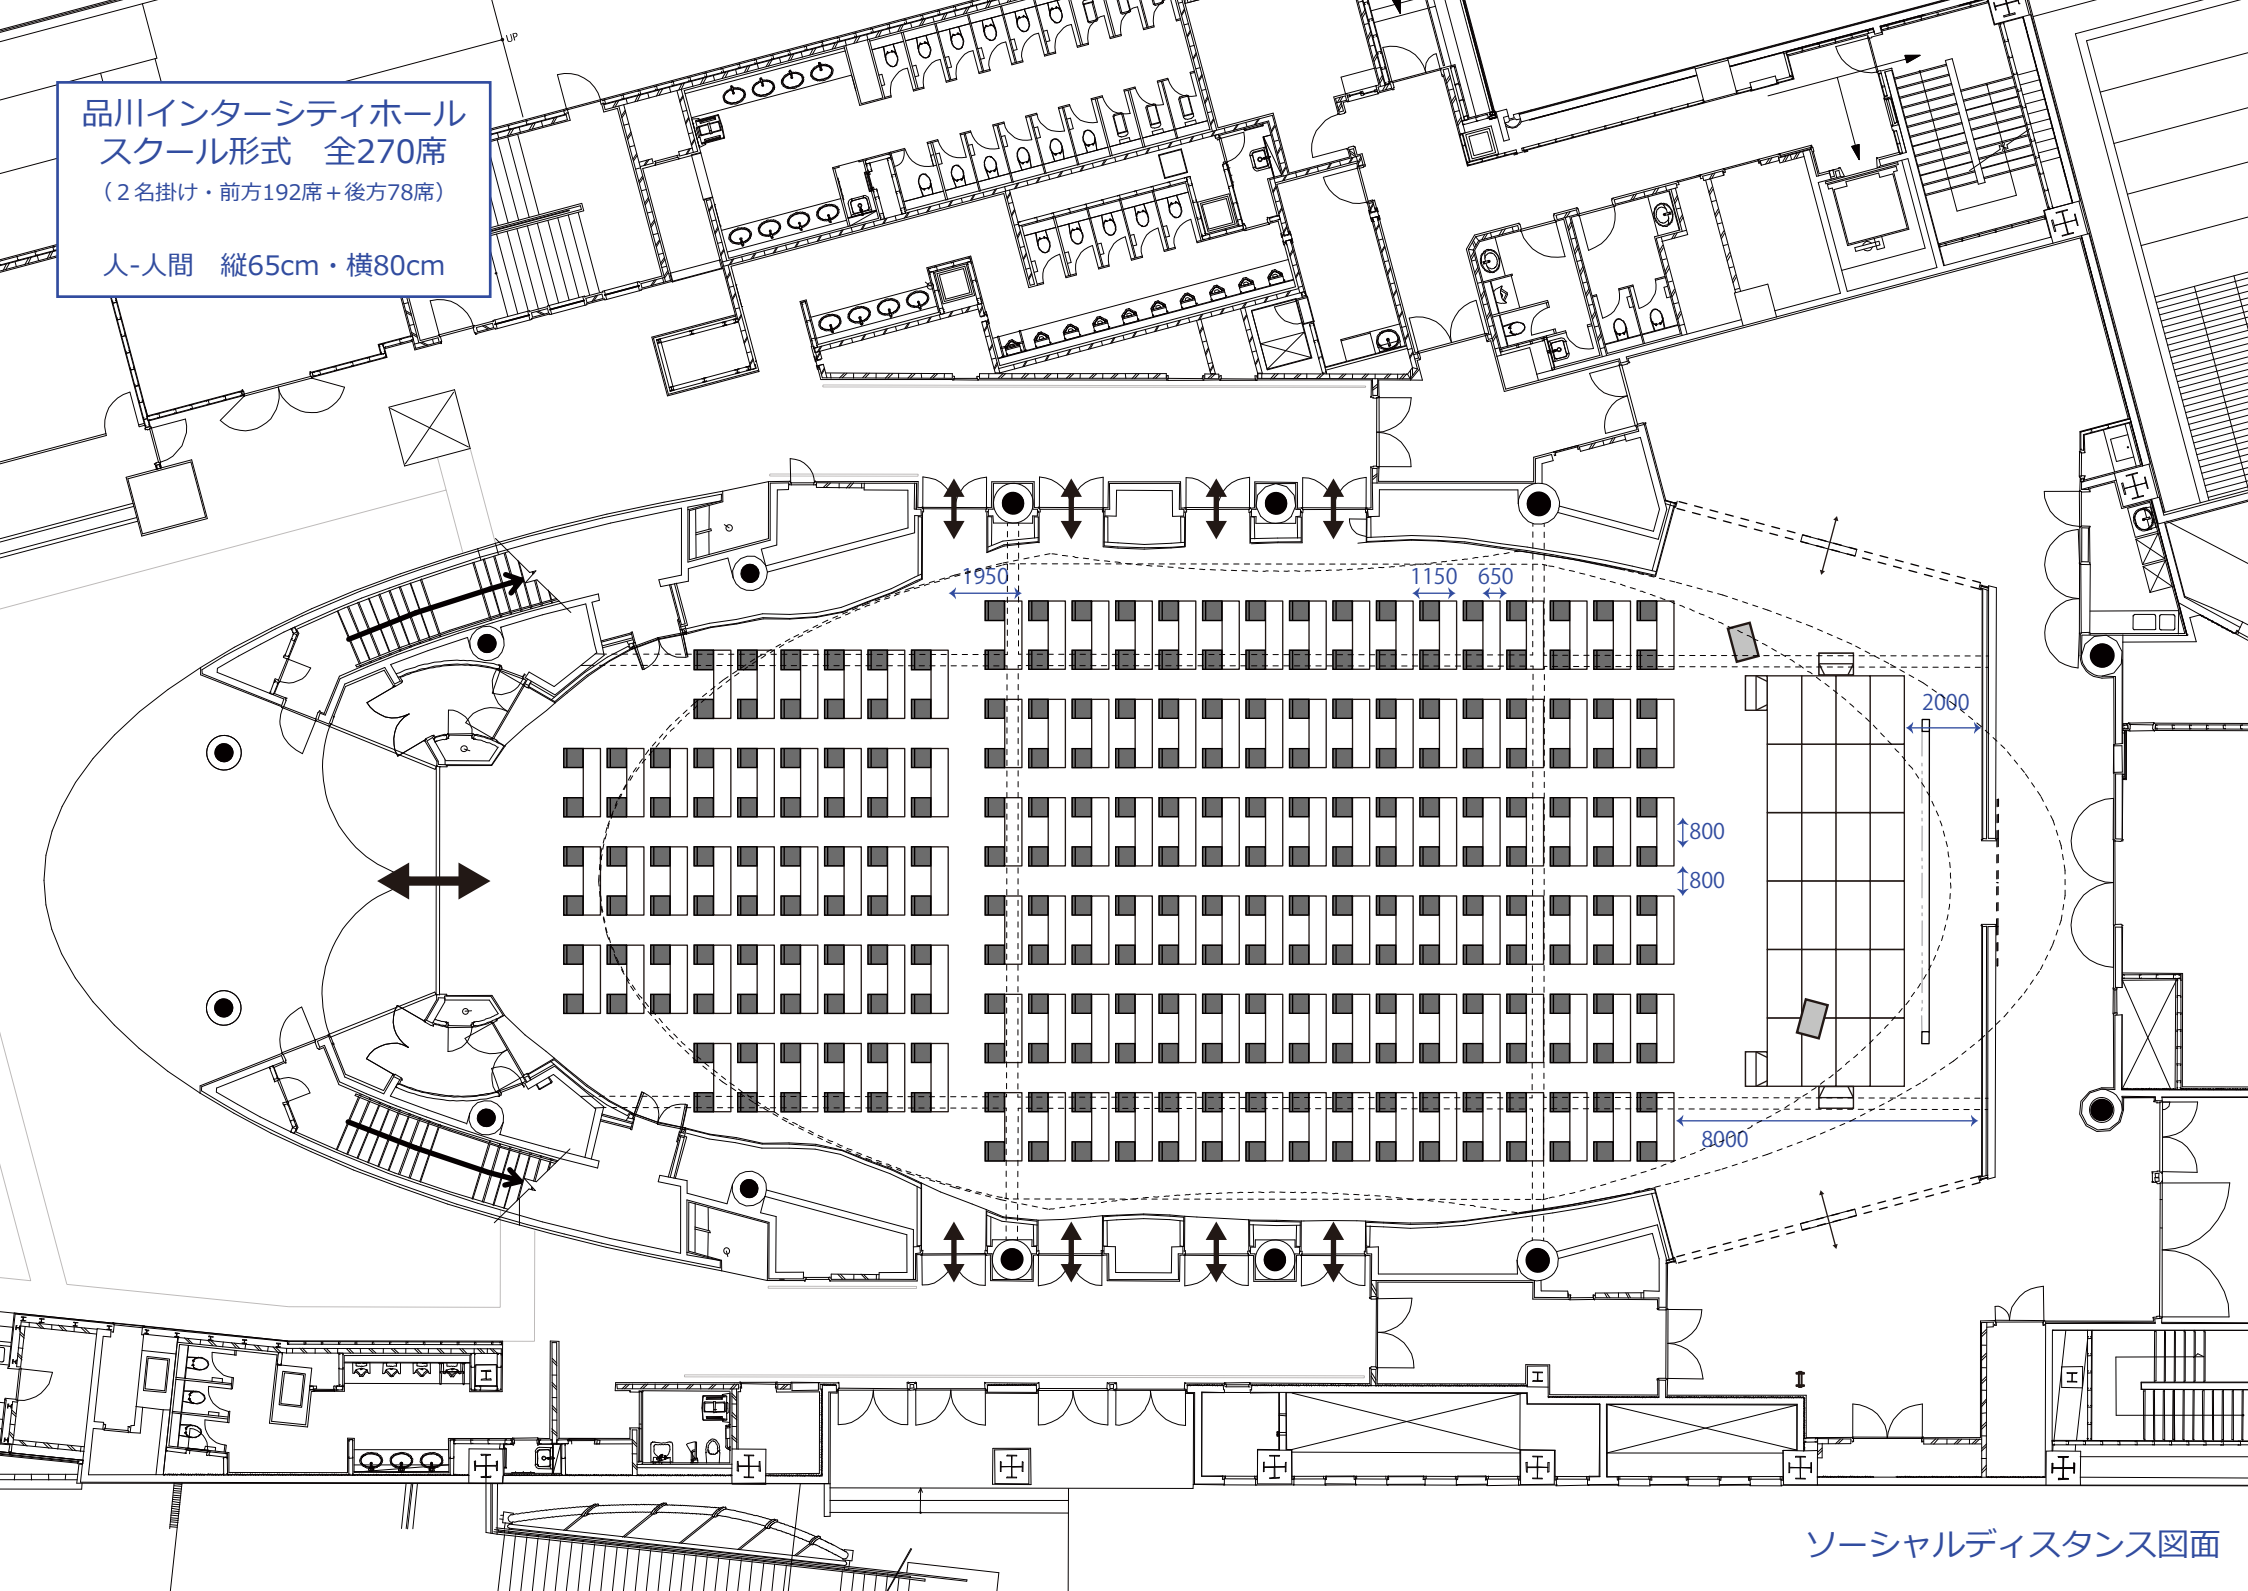 UP
品川インターシティホール
スクール形式　全270席
（２名掛け・前方192席＋後方78席）
人-人間　縦65cm・横80cm
1950
1150
650
2000
800
800
8000
ソーシャルディスタンス図面